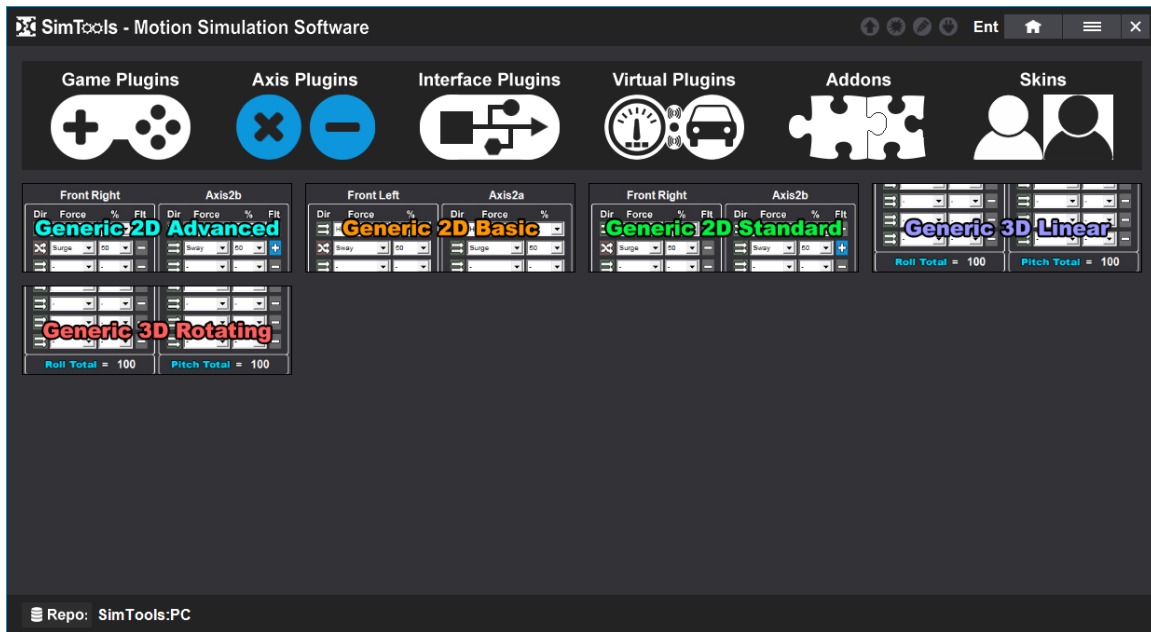 SimTools - Motion Simulation Software
Ent
Game Plugins
Axis Plugins
Interface Plugins
Virtual Plugins
Addons
Skins
Front Right Axis2b
Dir Force % Flt Dir Force % Flt
Generic 2D Advanced
Surge 50 Sway 50
Front Left Axis2a
Dir Force % Dir Force %
Generic 2D Basic
Sway 50 Surge 50
Front Right Axis2b
Dir Force % Flt Dir Force % Flt
Generic 2D Standard
Surge 50 Sway 50
Generic 3D Linear
Roll Total = 100 Pitch Total = 100
Generic 3D Rotating
Roll Total = 100 Pitch Total = 100
Repo: SimTools:PC